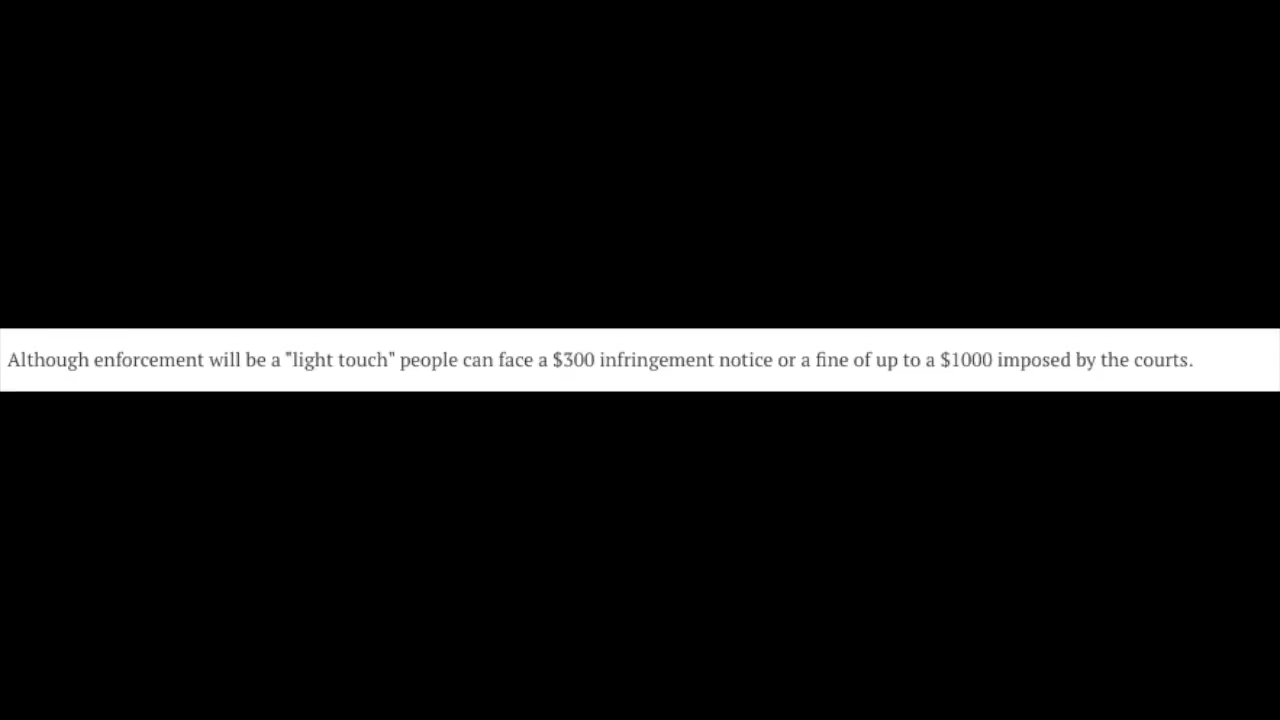 Although enforcement will be a "light touch" people can face a $300 infringement notice or a fine of up to a $1000 imposed by the courts.